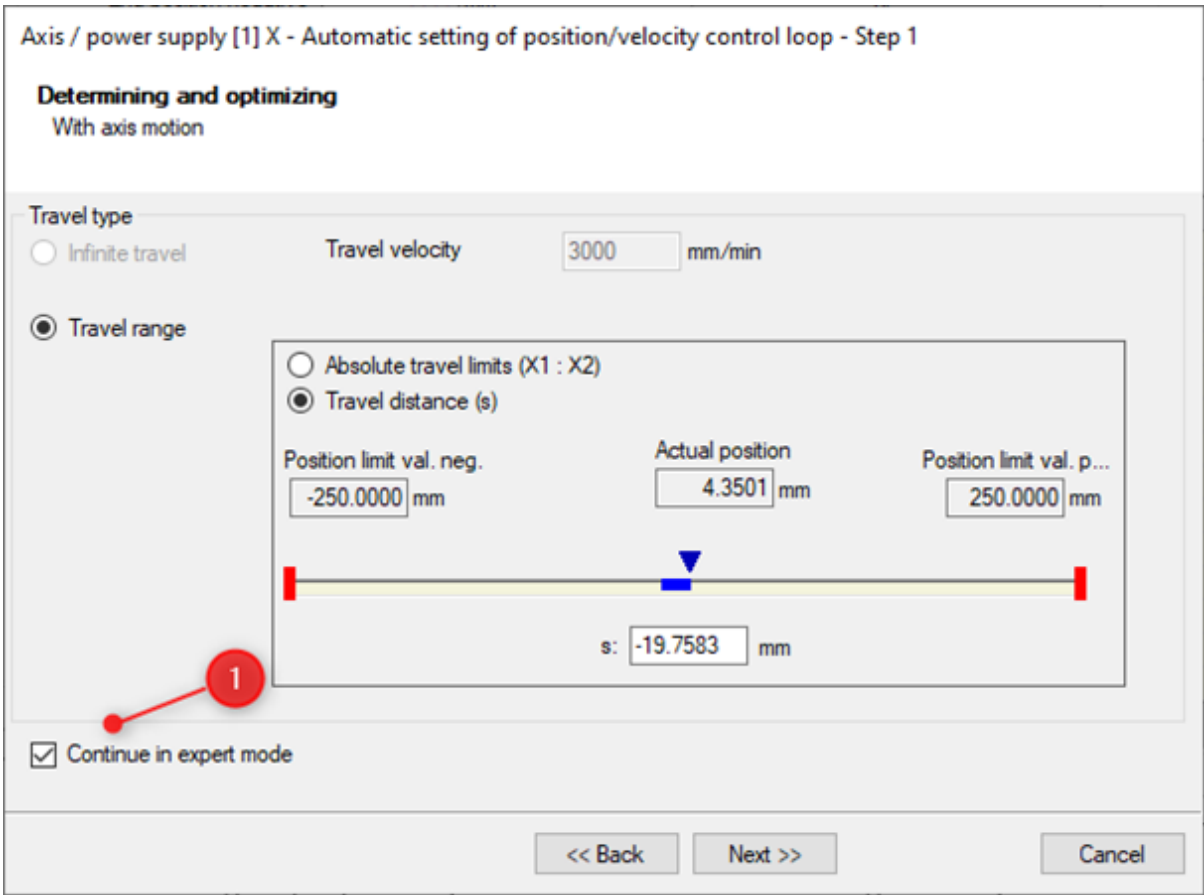 Axis / power supply [1] X - Automatic setting of position/velocity control loop - Step 1
Determining and optimizing
With axis motion
Travel type
Infinite travel
Travel velocity
3000 mm/min
Travel range
Absolute travel limits (X1 : X2)
Travel distance (s)
Position limit val. neg.
-250.0000 mm
Actual position
4.3501 mm
Position limit val. p...
250.0000 mm
s: -19.7583 mm
1
Continue in expert mode
<< Back
Next >>
Cancel